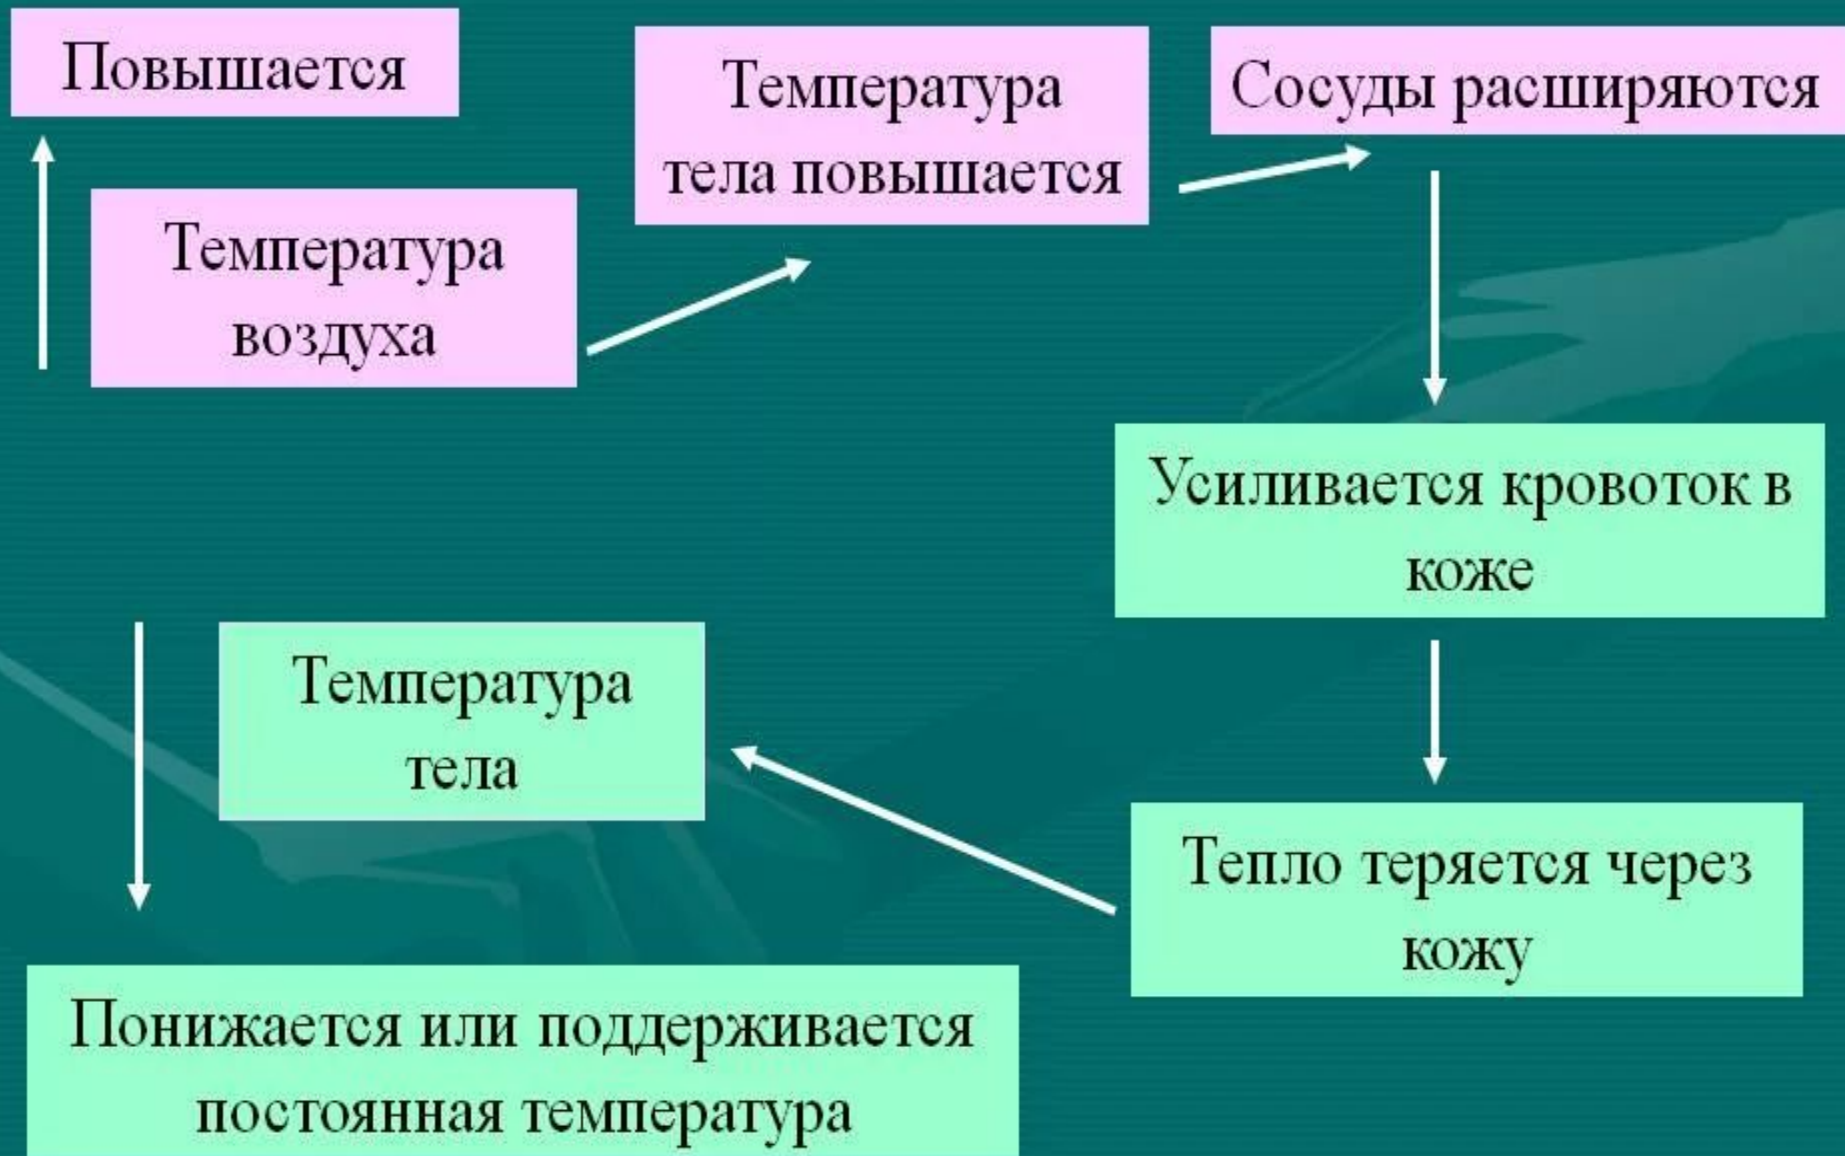 Повышается
Температура
воздуха
Температура
тела повышается
Сосуды расширяются
Усиливается кровоток в
коже
Тепло теряется через
кожу
Температура
тела
Понижается или поддерживается
постоянная температура